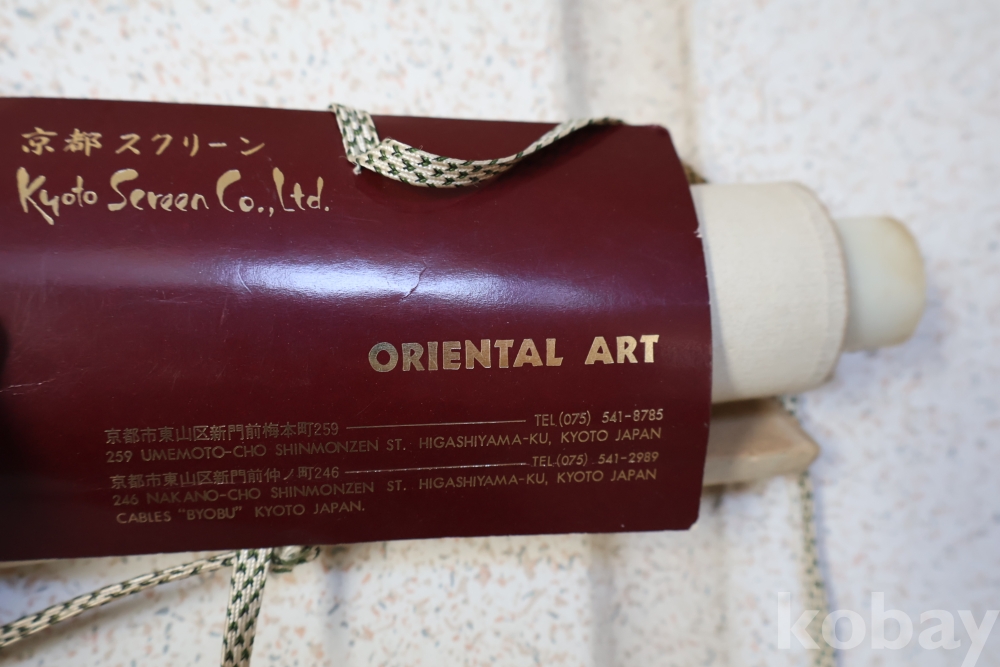 京都スクリーン
Kyoto Screen Co., Ltd.
ORIENTAL ART
京都市東山区新門前梅本町259 TEL(075) 541-8785
259 UMEMOTO-CHO SHINMONZEN ST. HIGASHIYAMA-KU, KYOTO JAPAN
京都市東山区新門前仲ノ町246 TEL(075) 541-2989
246 NAKANO-CHO SHINMONZEN ST. HIGASHIYAMA-KU, KYOTO JAPAN
CABLES "BYOBU" KYOTO JAPAN.
kobay